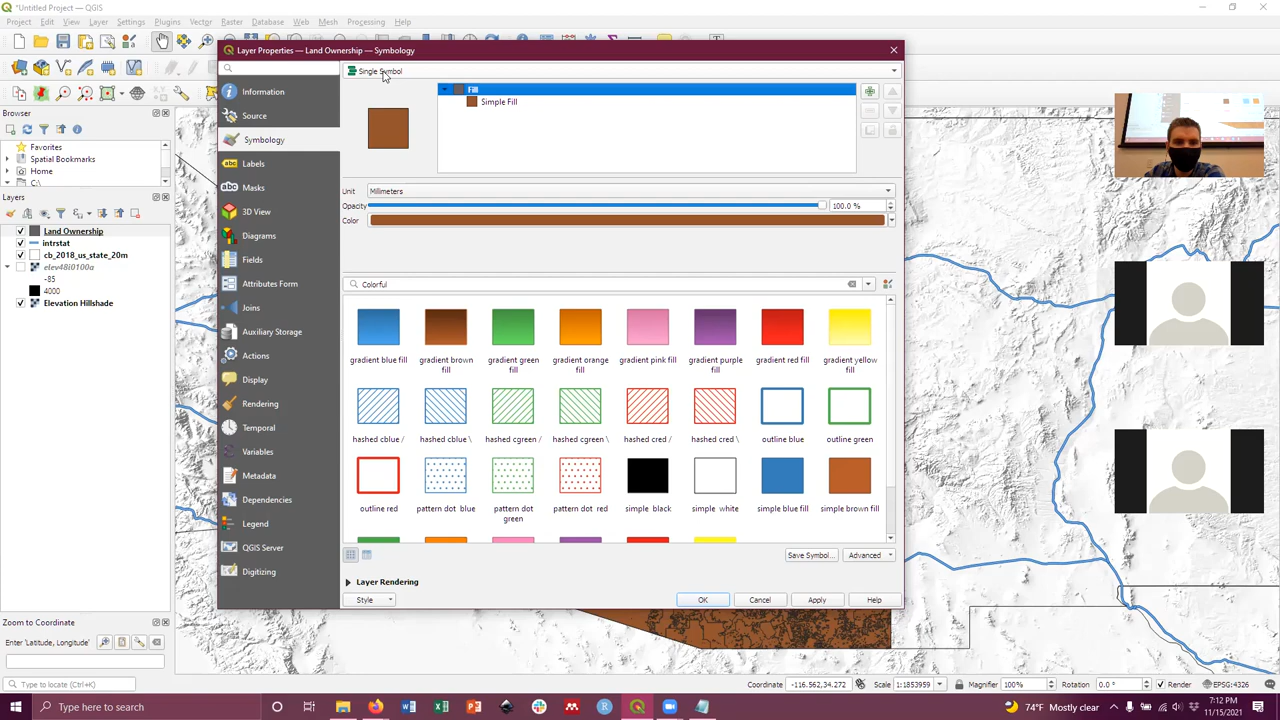 *Untitled Project — QGIS
Project Edit View Layer Settings Plugins Vector Raster Database Web Mesh Processing Help
Layer Properties — Land Ownership — Symbology
Single Symbol
Information
Source
Symbology
Labels
Masks
3D View
Diagrams
Fields
Attributes Form
Joins
Auxiliary Storage
Actions
Display
Rendering
Temporal
Variables
Metadata
Dependencies
Legend
QGIS Server
Digitizing
Fill
Simple Fill
Unit Millimeters
Opacity 100.0 %
Color
Colorful
gradient blue fill
gradient brown fill
gradient green fill
gradient orange fill
gradient pink fill
gradient purple fill
gradient red fill
gradient yellow fill
hashed cblue /
hashed cblue \
hashed cgreen /
hashed cgreen \
hashed cred /
hashed cred \
outline blue
outline green
outline red
pattern dot blue
pattern dot green
pattern dot red
simple black
simple white
simple blue fill
simple brown fill
Save Symbol...
Advanced
Layer Rendering
Style
OK
Cancel
Apply
Help
Browser
Favorites
Spatial Bookmarks
Home
C:\
Layers
Land Ownership
intrstat
cb_2018_us_state_20m
elev48i0100a
-85
4000
Elevation Hillshade
Zoom to Coordinate
Enter 'Latitude, Longitude'
Type to locate (Ctrl+K)
Coordinate -116.562,34.272
Scale 1:1853959
Magnifier 100%
Rotation 0.0 °
Render
EPSG:4326
Type here to search
74°F Mostly clear
7:12 PM
11/15/2021